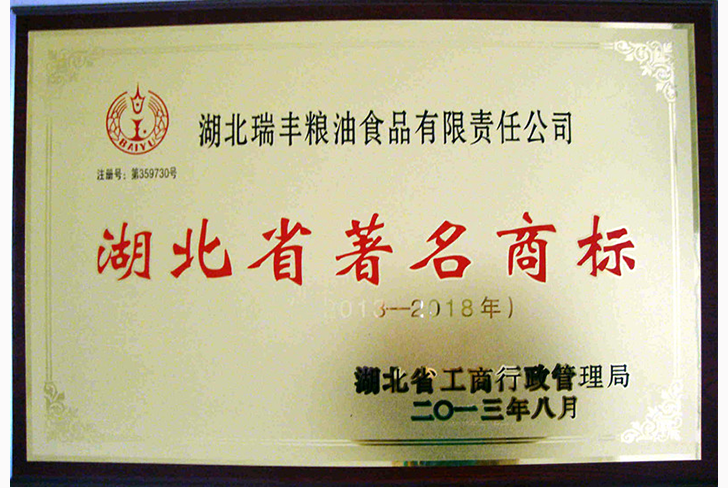 BAIYU
湖北瑞丰粮油食品有限责任公司
注册号：第359730号
湖北省著名商标
(2013—2018年)
湖北省工商行政管理局
二〇一三年八月